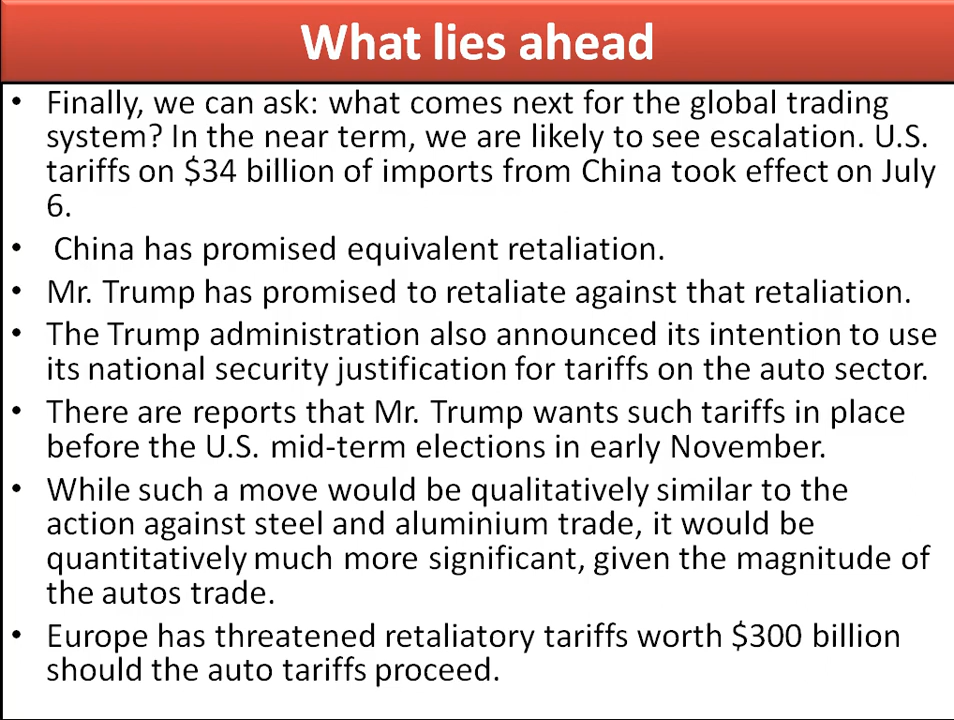 What lies ahead
• Finally, we can ask: what comes next for the global trading
system? In the near term, we are likely to see escalation. U.S.
tariffs on $34 billion of imports from China took effect on July
6.
• China has promised equivalent retaliation.
• Mr. Trump has promised to retaliate against that retaliation.
• The Trump administration also announced its intention to use
its national security justification for tariffs on the auto sector.
• There are reports that Mr. Trump wants such tariffs in place
before the U.S. mid-term elections in early November.
• While such a move would be qualitatively similar to the
action against steel and aluminium trade, it would be
quantitatively much more significant, given the magnitude of
the autos trade.
• Europe has threatened retaliatory tariffs worth $300 billion
should the auto tariffs proceed.